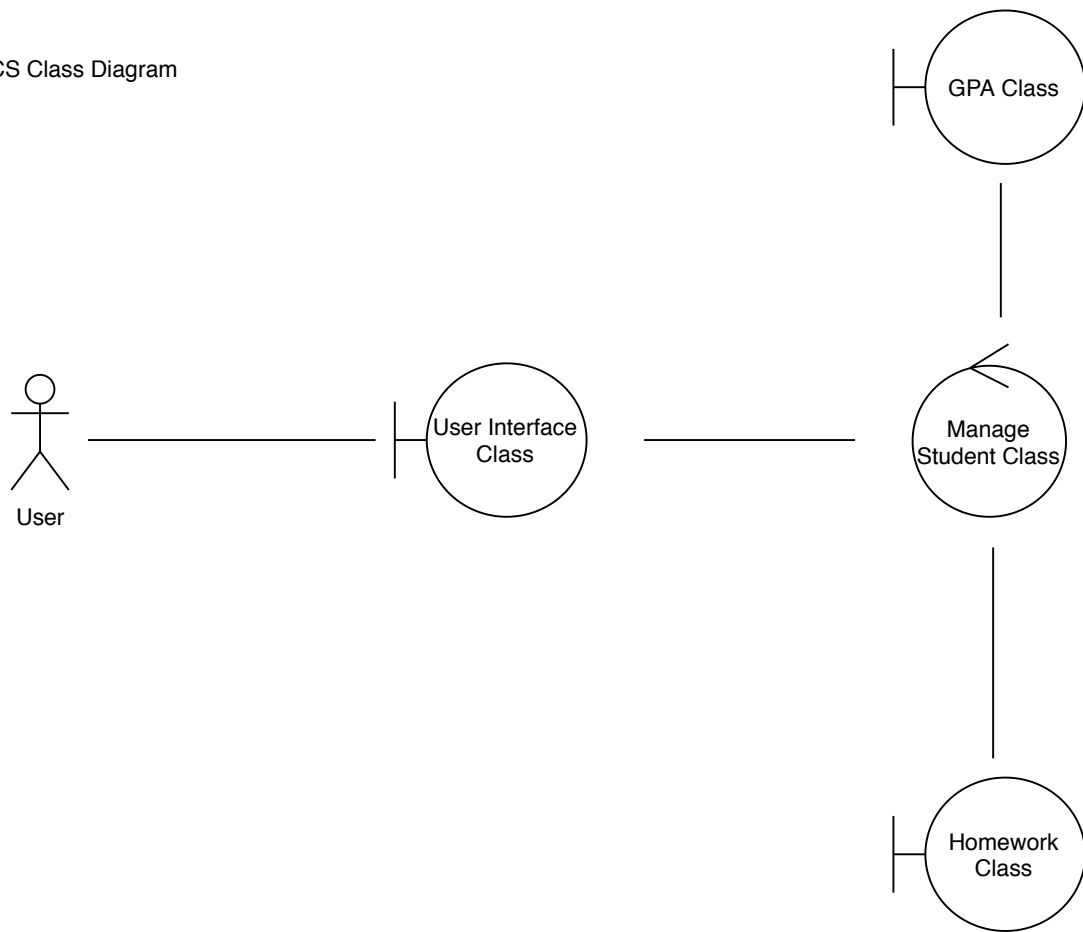 CS Class Diagram
GPA Class
User Interface
Class
Manage
Student Class
User
Homework
Class